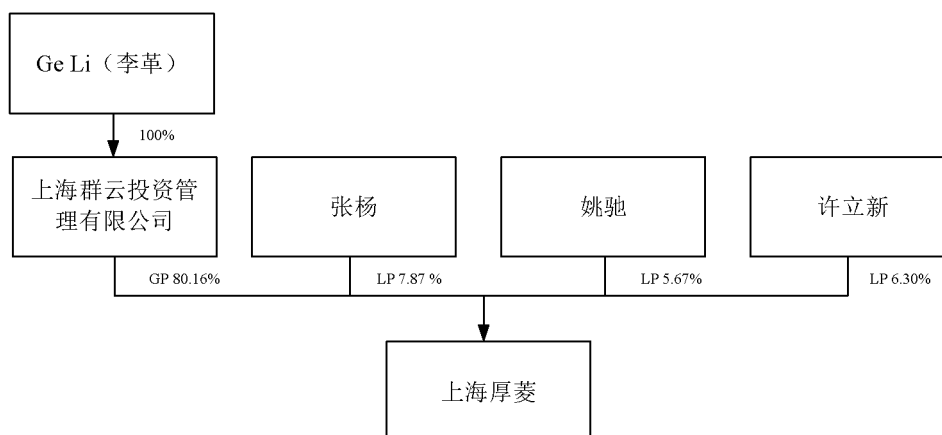 Ge Li（李革）
100%
上海群云投资管
理有限公司
张杨
姚驰
许立新
GP 80.16%
LP 7.87 %
LP 5.67%
LP 6.30%
上海厚菱